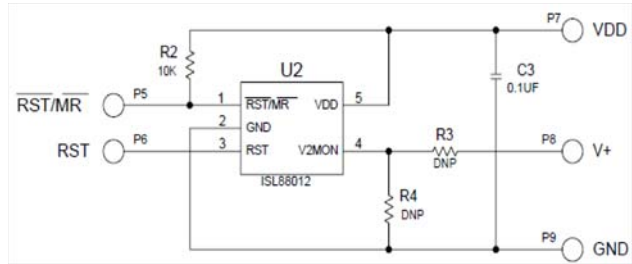 P7 VDD
R2
10K
U2
C3
0.1UF
RST/MR P5 1 RST/MR VDD 5
2 GND
RST P6 3 RST V2MON 4
ISL88012
R3
DNP
P8 V+
R4
DNP
P9 GND